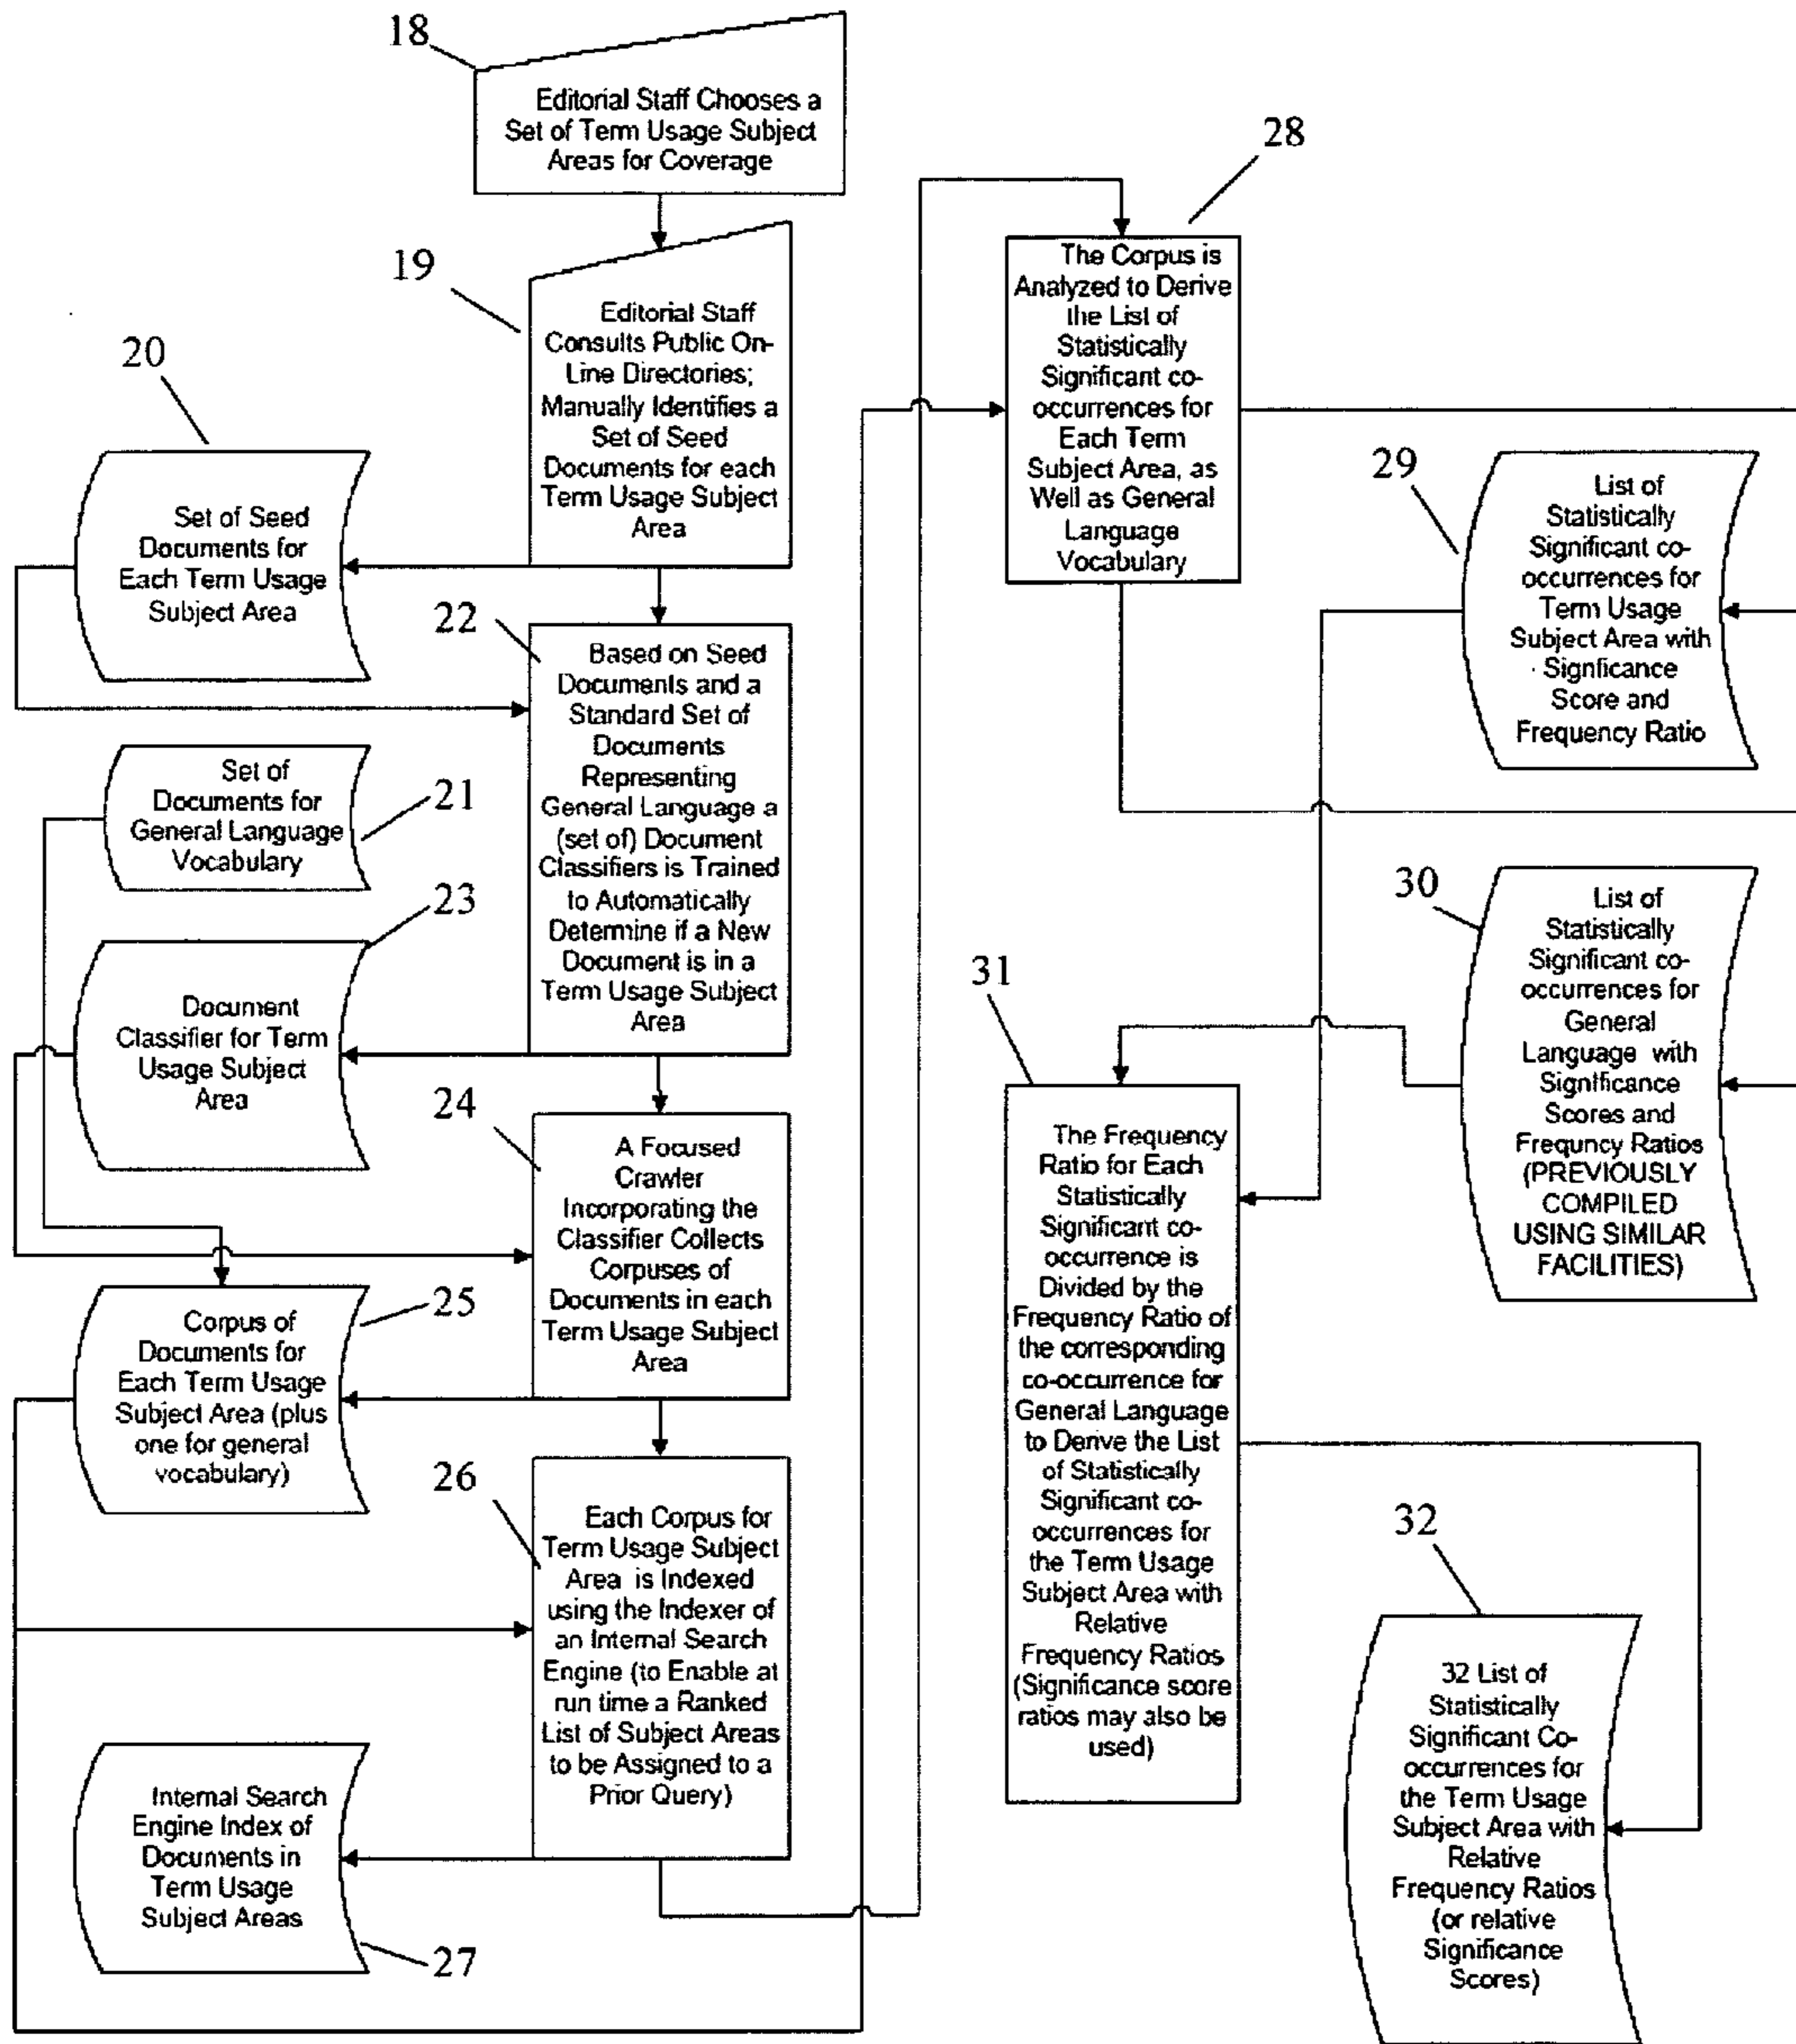 18
Editorial Staff Chooses a
Set of Term Usage Subject
Areas for Coverage
19
Editorial Staff
Consults Public On-
Line Directories;
Manually Identifies a
Set of Seed
Documents for each
Term Usage Subject
Area
20
Set of Seed
Documents for
Each Term Usage
Subject Area
22
Based on Seed
Documents and a
Standard Set of
Documents
Representing
General Language a
(set of) Document
Classifiers is Trained
to Automatically
Determine if a New
Document is in a
Term Usage Subject
Area
Set of
Documents for
General Language
Vocabulary
21
23
Document
Classifier for Term
Usage Subject
Area
24
A Focused
Crawler
Incorporating the
Classifier Collects
Corpuses of
Documents in each
Term Usage Subject
Area
25
Corpus of
Documents for
Each Term Usage
Subject Area (plus
one for general
vocabulary)
26
Each Corpus for
Term Usage Subject
Area is Indexed
using the Indexer of
an Internal Search
Engine (to Enable at
run time a Ranked
List of Subject Areas
to be Assigned to a
Prior Query)
Internal Search
Engine Index of
Documents in
Term Usage
Subject Areas
27
28
The Corpus is
Analyzed to Derive
the List of
Statistically
Significant co-
occurrences for
Each Term
Subject Area, as
Well as General
Language
Vocabulary
29
List of
Statistically
Significant co-
occurrences for
Term Usage
Subject Area with
Signficance
Score and
Frequency Ratio
30
List of
Statistically
Significant co-
occurrences for
General
Language with
Significance
Scores and
Frequncy Ratios
(PREVIOUSLY
COMPILED
USING SIMILAR
FACILITIES)
31
The Frequency
Ratio for Each
Statistically
Significant co-
occurrence is
Divided by the
Frequency Ratio of
the corresponding
co-occurrence for
General Language
to Derive the List
of Statistically
Significant co-
occurrences for
the Term Usage
Subject Area with
Relative
Frequency Ratios
(Significance score
ratios may also be
used)
32
32 List of
Statistically
Significant Co-
occurrences for
the Term Usage
Subject Area with
Relative
Frequency Ratios
(or relative
Significance
Scores)